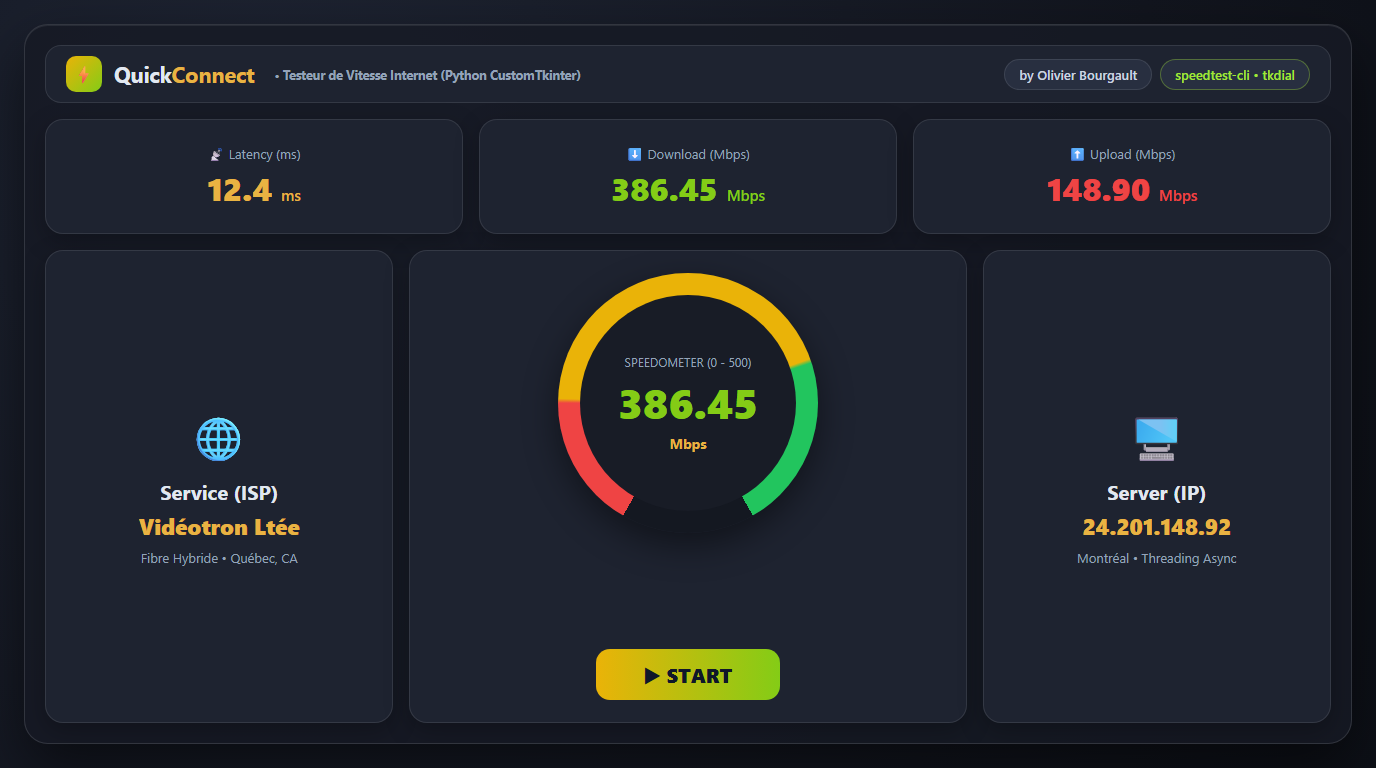 QuickConnect • Testeur de Vitesse Internet (Python CustomTkinter)
by Olivier Bourgault
speedtest-cli • tkdial
Latency (ms)
12.4 ms
Download (Mbps)
386.45 Mbps
Upload (Mbps)
148.90 Mbps
Service (ISP)
Vidéotron Ltée
Fibre Hybride • Québec, CA
SPEEDOMETER (0 - 500)
386.45
Mbps
▶ START
Server (IP)
24.201.148.92
Montréal • Threading Async